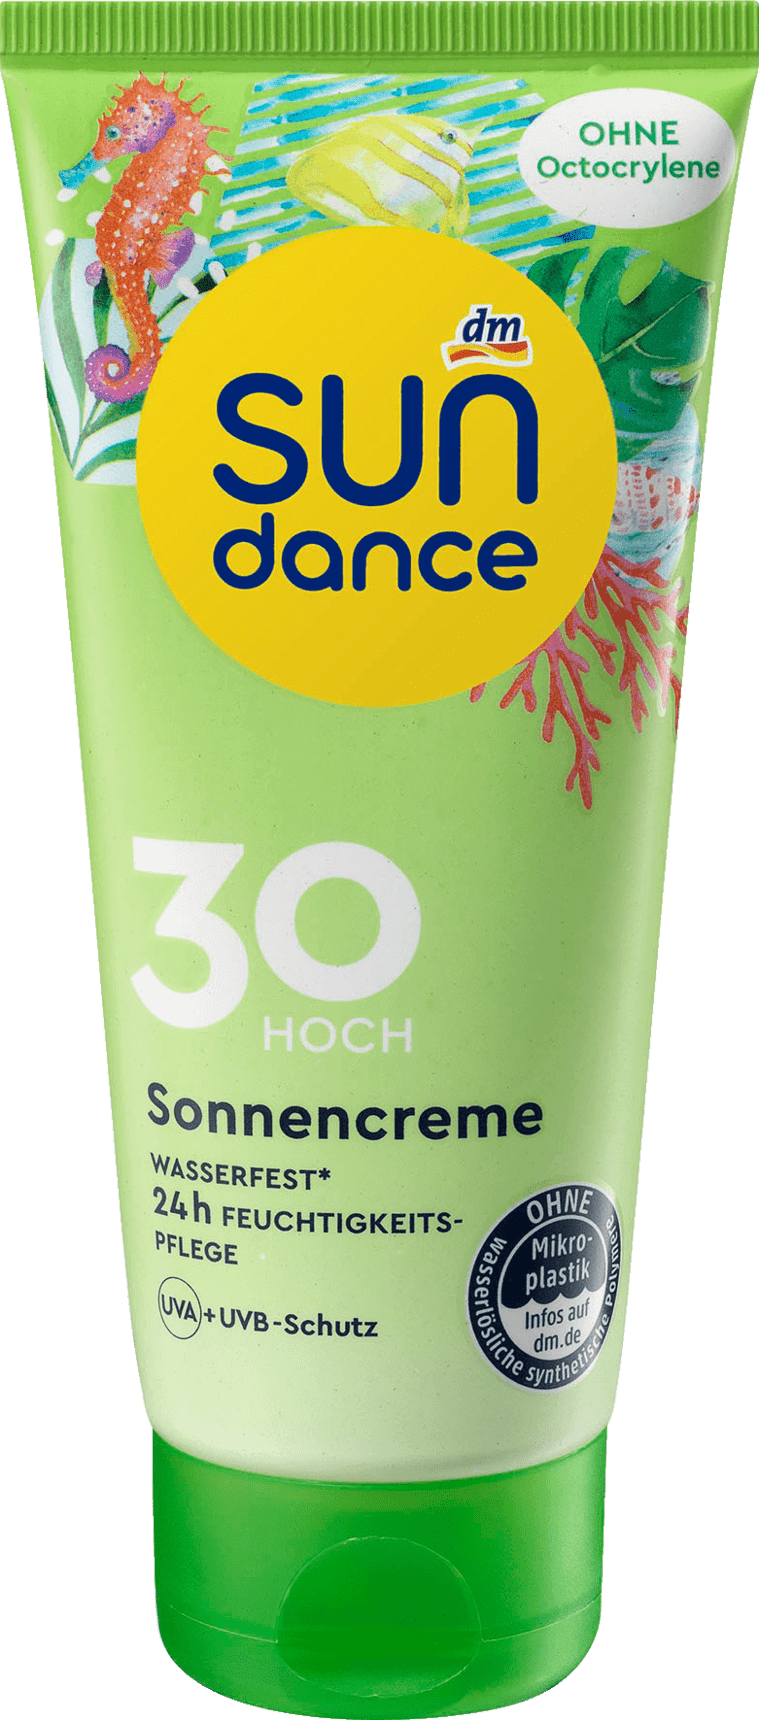 OHNE
Octocrylene
dm
sun
dance
30
HOCH
Sonnencreme
WASSERFEST*
24h FEUCHTIGKEITS-
PFLEGE
UVA+UVB-Schutz
OHNE
Mikro-
plastik
Infos auf
dm.de
wasserlösliche synthetische Polymere